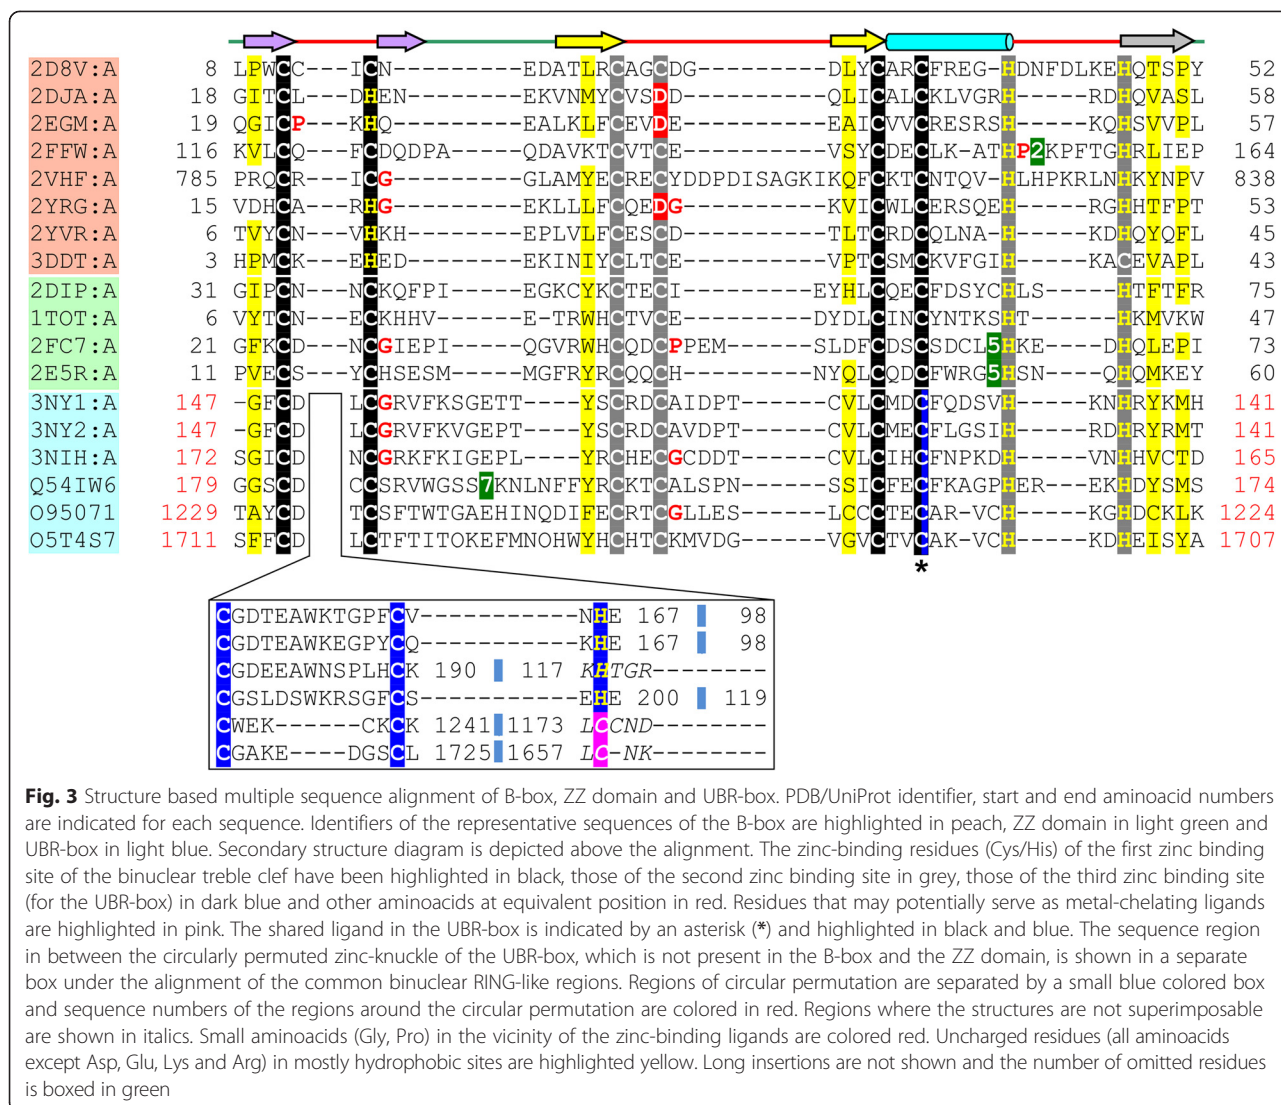 2D8V:A 8 LPWCC---ICN---------EDATLRCAGCDG---------DLYCARCFREG-HDNFDLKEHQTSPY 52
2DJA:A 18 GITCL---DHEN---------EKVNMYCVSDD---------QLICALCKLVGRH-----RDHQVASL 58
2EGM:A 19 QGICP---KHQ---------EALKLFCEVDE---------EAICVVCRESRSH-----KQHSVVPL 57
2FFW:A 116 KVLCQ---FCDQDPA-----QDAVKTCVTCE----------VSYCDECLK-ATHP2KPFTGHRLIEP 164
2VHF:A 785 PRQCR---ICG---------GLAMYECRECYDDPDISAGKIKQFCKTCNTQV-HLHPKRLNHKYNPV 838
2YRG:A 15 VDHCA---RHG---------EKLLLFCQEDG---------KVICWLCERSQEH-----RGHHTFPT 53
2YVR:A 6 TVYCN---VHKH---------EPLVLFCESCD---------TLTCRDCQLNA-H-----KDHQYQFL 45
3DDT:A 3 HPMCK---EHED---------EKINIYCLTCE---------VPTCSMCKVFGIH-----KACEVAPL 43
2DIP:A 31 GIPCN---NCKQFPI-----EGKCYKCTECI--------EYHLCQECFDSYCHLS----HTFTFR 75
1TOT:A 6 VYTCN---ECKHHV------E-TRWHCTVCE--------DYDLCINCYNTKSHT-----HKMVKW 47
2FC7:A 21 GFKCD---NCGIEPI-----QGVRWHCQDCPPEM------SLDFCDSCSDCL5HKE----DHQLEPI 73
2E5R:A 11 PVECS---YCHSESM-----MGFRYRCQQCH--------NYQLCQDCFWRG5HSN----QHQMKEY 60
3NY1:A 147 -GFCD LCGRVFKSGETT----YSCRDCAIDPT-------CVLCMDCFQDSVH-----KNHRYKMH 141
3NY2:A 147 -GFCD LCGRVFKVGEPT----YSCRDCAVDPT-------CVLCMECFLGSIH-----RDHRYRMT 141
3NIH:A 172 SGICD NCGRKFKIGEPL----YRCHECGCDDT-------CVLCIHCFNPKDH-----VNHHVCTD 165
Q54IW6 179 GGSCD CCSRVWGSS7KNLNFFYRCKTCALSPN-------SSICFECFKAGPHER---EKHDYSMS 174
O95071 1229 TAYCD TCSFTWTGAEHINQDIFECRTCGLLES-------LCCCTECAR-VCH-----KGHDCKLK 1224
O5T4S7 1711 SFFCD LCTFTITOKEFMNOHWYHCHTCKMVDG-------VGVCTVCAK-VCH-----KDHEISYA 1707
*
CGDTEAWKTGPFCV-----------NHE 167 98
CGDTEAWKEGPYCQ-----------KHE 167 98
CGDEEAWNSPLHCK 190 117 KHTGR--------
CGSLDSWKRSGFCS-----------EHE 200 119
CWEK------CKCK 1241 1173 LCCND--------
CGAKE----DGSCL 1725 1657 LC-NK--------
Fig. 3 Structure based multiple sequence alignment of B-box, ZZ domain and UBR-box. PDB/UniProt identifier, start and end aminoacid numbers
are indicated for each sequence. Identifiers of the representative sequences of the B-box are highlighted in peach, ZZ domain in light green and
UBR-box in light blue. Secondary structure diagram is depicted above the alignment. The zinc-binding residues (Cys/His) of the first zinc binding
site of the binuclear treble clef have been highlighted in black, those of the second zinc binding site in grey, those of the third zinc binding site
(for the UBR-box) in dark blue and other aminoacids at equivalent position in red. Residues that may potentially serve as metal-chelating ligands
are highlighted in pink. The shared ligand in the UBR-box is indicated by an asterisk (*) and highlighted in black and blue. The sequence region
in between the circularly permuted zinc-knuckle of the UBR-box, which is not present in the B-box and the ZZ domain, is shown in a separate
box under the alignment of the common binuclear RING-like regions. Regions of circular permutation are separated by a small blue colored box
and sequence numbers of the regions around the circular permutation are colored in red. Regions where the structures are not superimposable
are shown in italics. Small aminoacids (Gly, Pro) in the vicinity of the zinc-binding ligands are colored red. Uncharged residues (all aminoacids
except Asp, Glu, Lys and Arg) in mostly hydrophobic sites are highlighted yellow. Long insertions are not shown and the number of omitted residues
is boxed in green